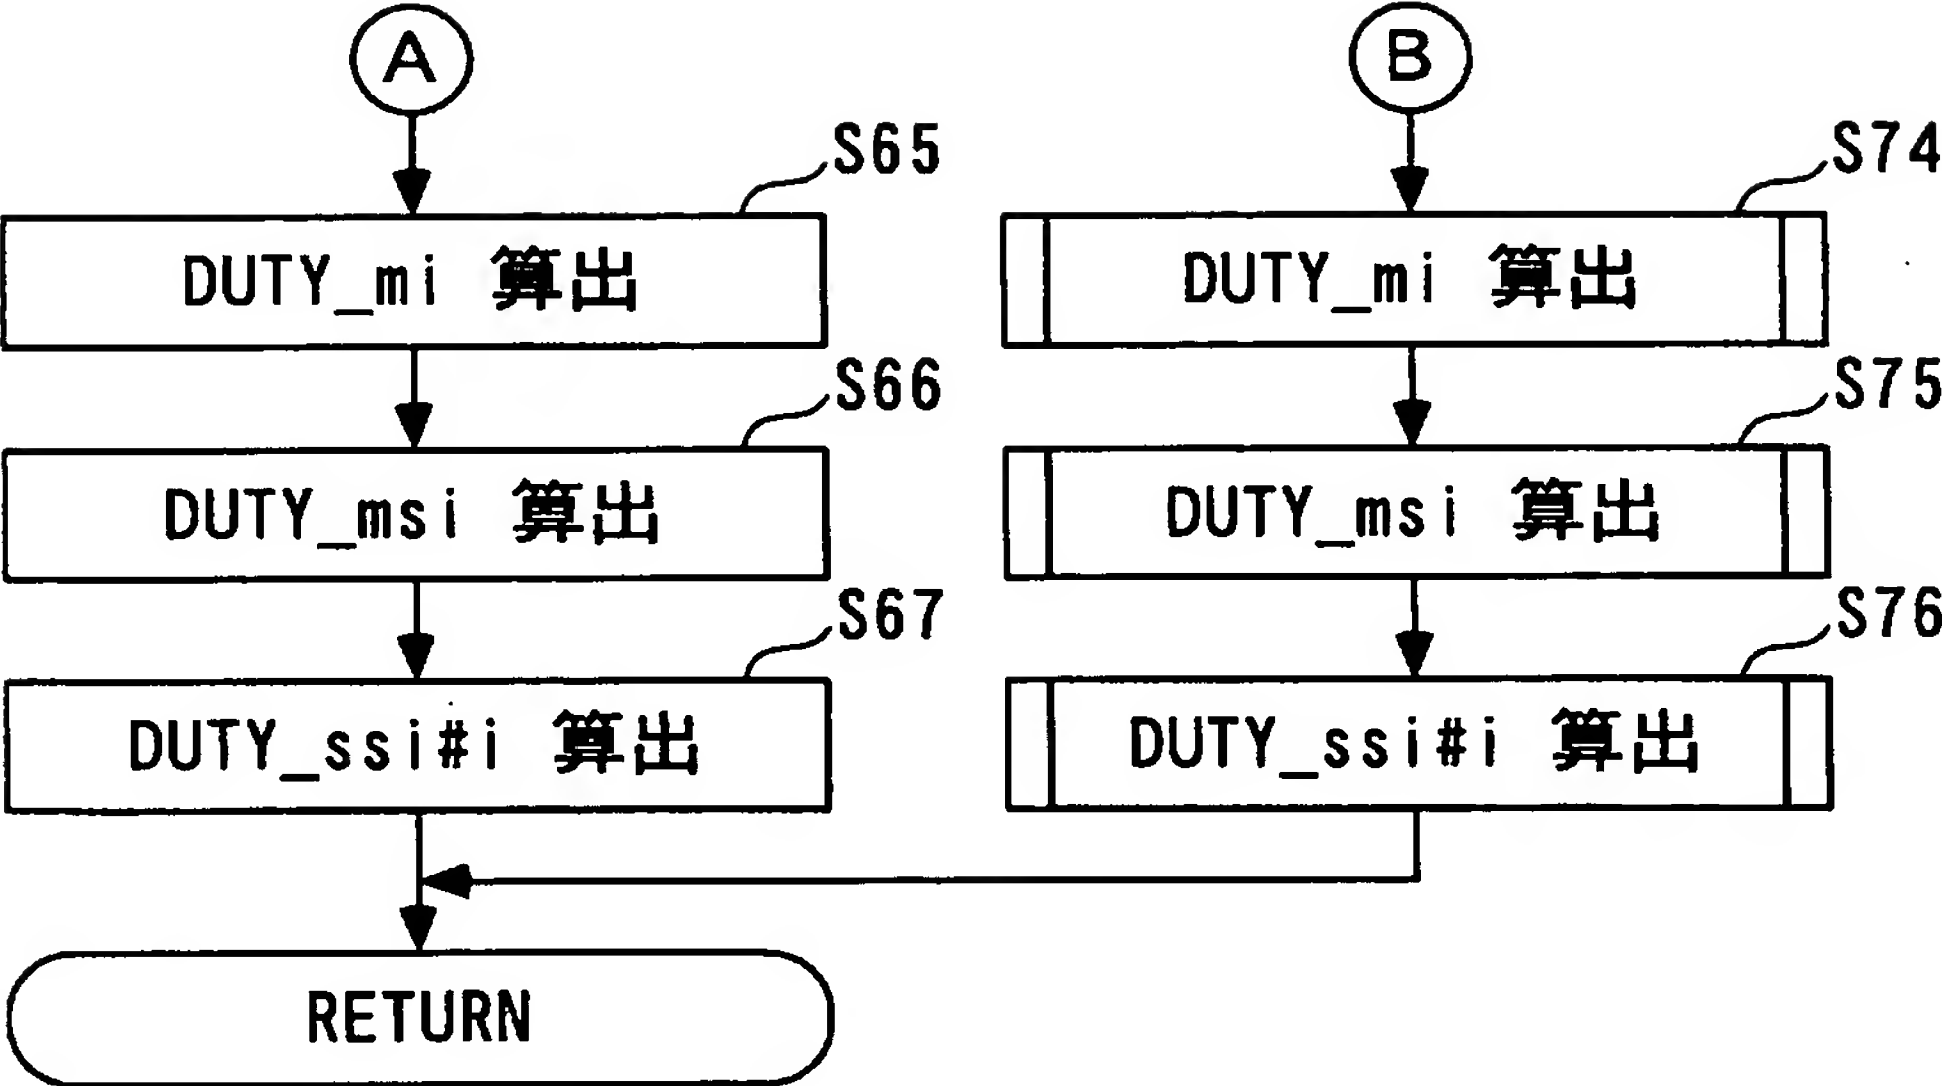 A
S65
DUTY_mi 算出
S66
DUTY_msi 算出
S67
DUTY_ssi#i 算出
RETURN
B
S74
DUTY_mi 算出
S75
DUTY_msi 算出
S76
DUTY_ssi#i 算出